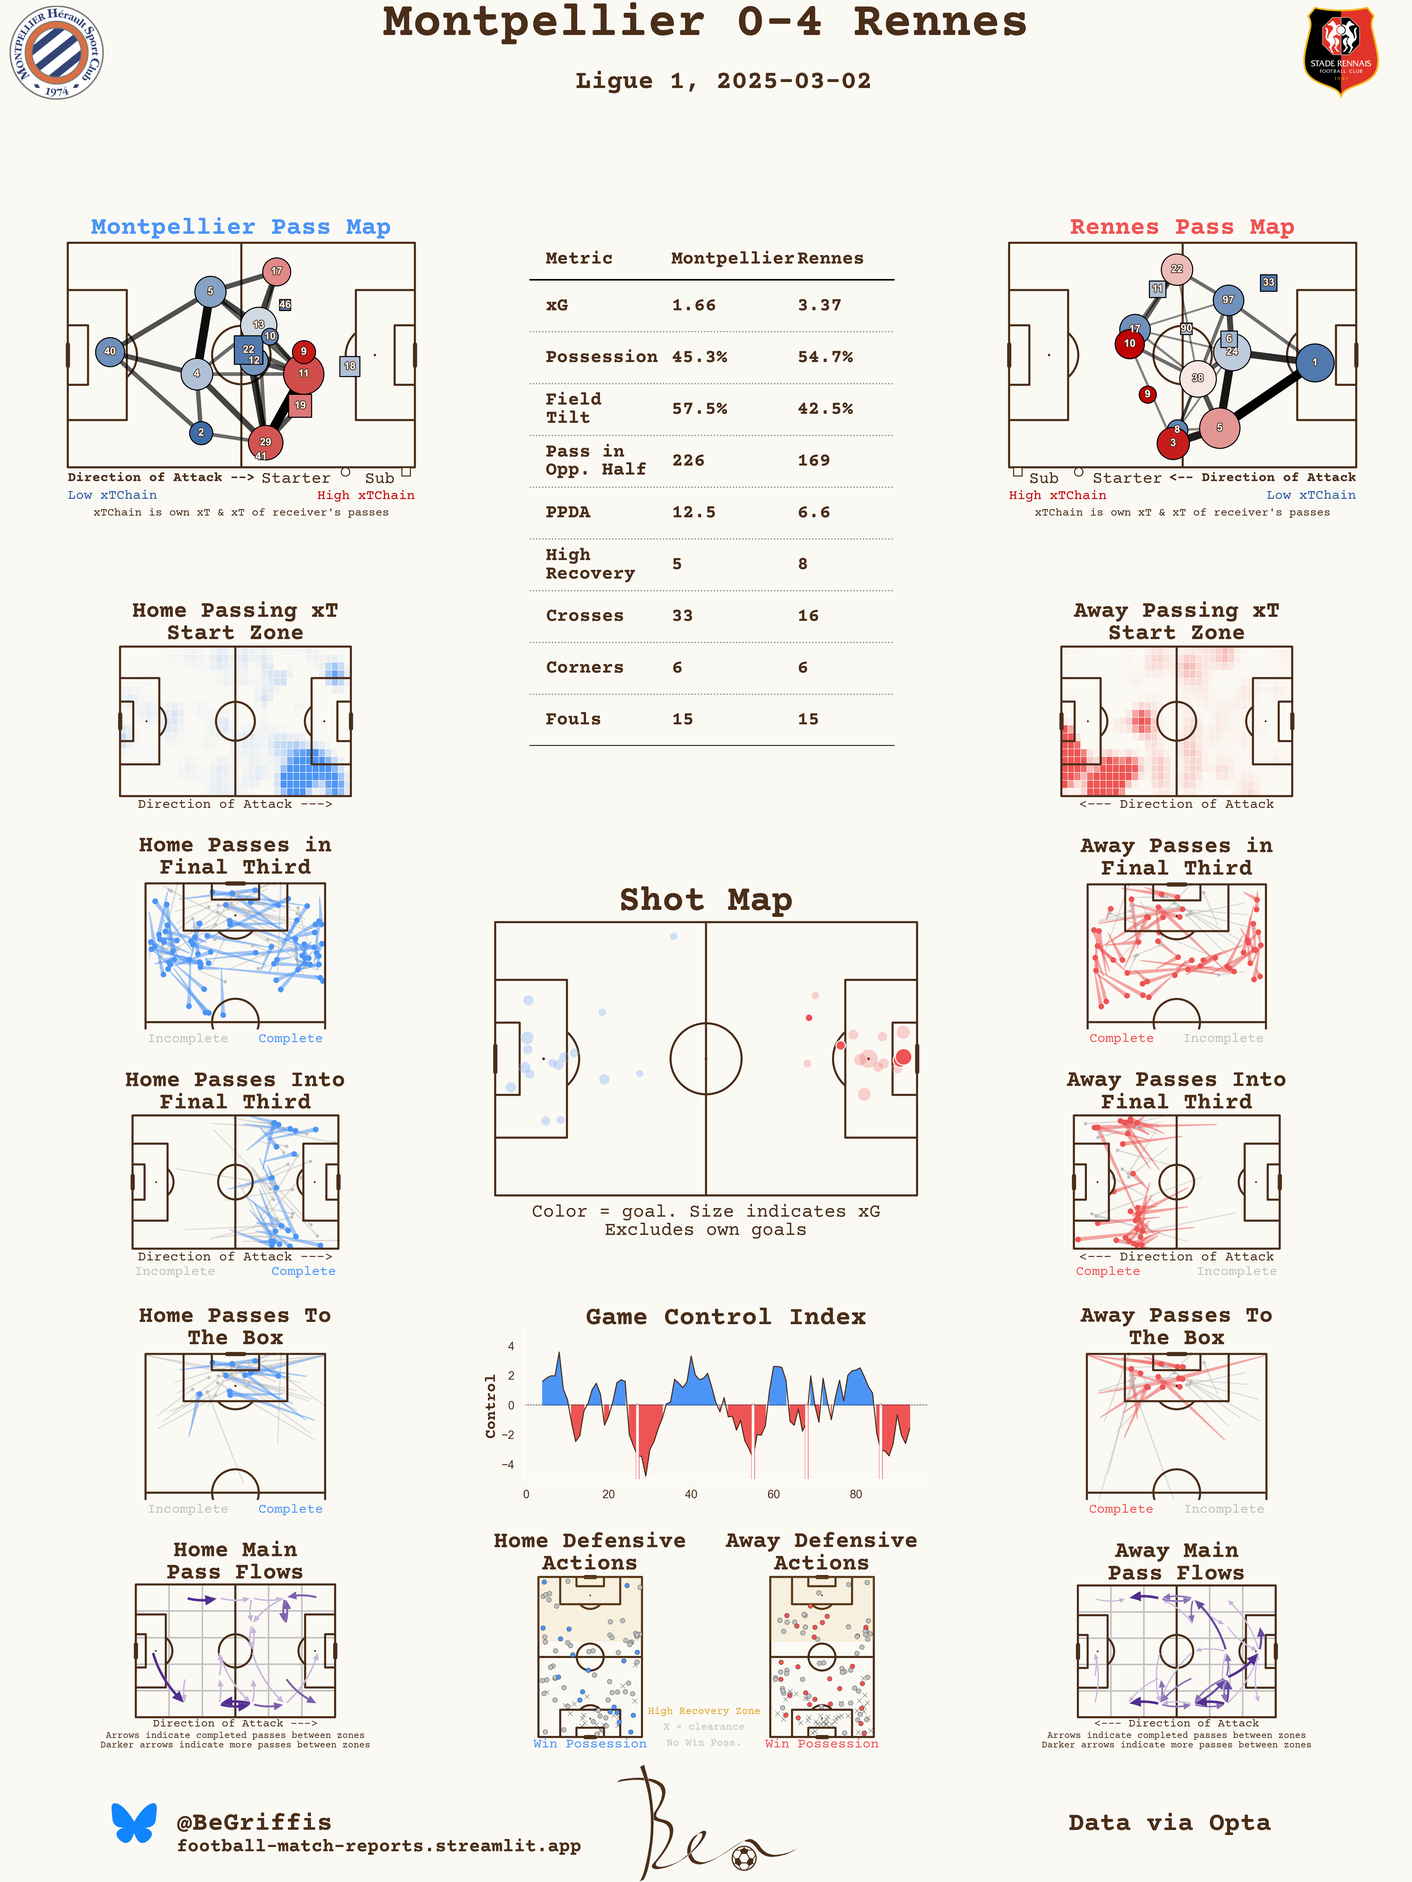 Montpellier 0-4 Rennes
Ligue 1, 2025-03-02
MONTPELLIER Hérault Sport Club
1974
STADE RENNAIS
FOOTBALL CLUB
1901
Montpellier Pass Map
17
5
46
13
10
40
22
12
9
4
11
18
19
2
29
41
Direction of Attack --> Starter Sub
Low xTChain High xTChain
xTChain is own xT & xT of receiver's passes
Metric Montpellier Rennes
xG 1.66 3.37
Possession 45.3% 54.7%
Field
Tilt 57.5% 42.5%
Pass in
Opp. Half 226 169
PPDA 12.5 6.6
High
Recovery 5 8
Crosses 33 16
Corners 6 6
Fouls 15 15
Rennes Pass Map
22
11
33
97
17
90
10
6
24
1
38
9
8
5
3
Sub Starter <-- Direction of Attack
High xTChain Low xTChain
xTChain is own xT & xT of receiver's passes
Home Passing xT
Start Zone
Direction of Attack --->
Away Passing xT
Start Zone
<--- Direction of Attack
Home Passes in
Final Third
Incomplete Complete
Away Passes in
Final Third
Complete Incomplete
Shot Map
Color = goal. Size indicates xG
Excludes own goals
Home Passes Into
Final Third
Direction of Attack --->
Incomplete Complete
Away Passes Into
Final Third
<--- Direction of Attack
Complete Incomplete
Home Passes To
The Box
Incomplete Complete
Game Control Index
Control
4
2
0
−2
−4
0 20 40 60 80
Away Passes To
The Box
Complete Incomplete
Home Main
Pass Flows
Direction of Attack --->
Arrows indicate completed passes between zones
Darker arrows indicate more passes between zones
Home Defensive
Actions
Win Possession
Away Defensive
Actions
Win Possession
High Recovery Zone
X = clearance
No Win Poss.
Away Main
Pass Flows
<--- Direction of Attack
Arrows indicate completed passes between zones
Darker arrows indicate more passes between zones
@BeGriffis
football-match-reports.streamlit.app
Ben
Data via Opta